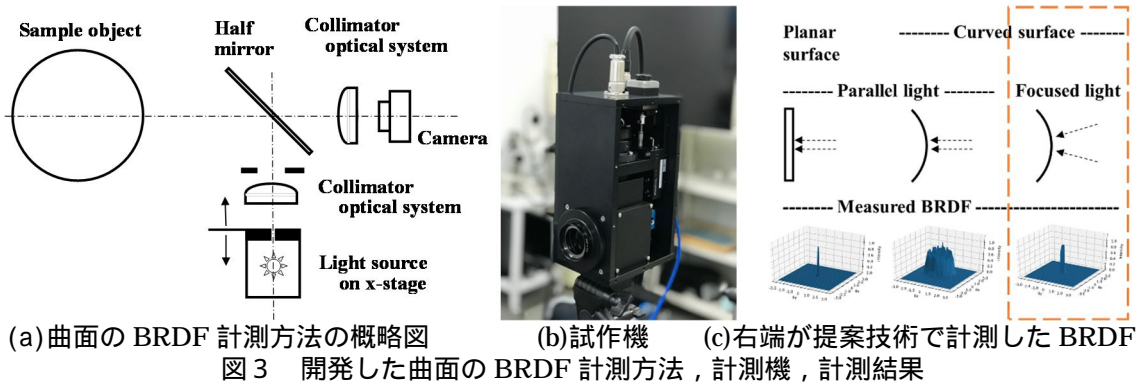 Sample object
Half
mirror
Collimator
optical system
Camera
Collimator
optical system
Light source
on x-stage
Planar
surface
-------- Curved surface -------
-------- Parallel light -------
Focused light
----------------- Measured BRDF -----------------
(a)曲面の BRDF 計測方法の概略図
(b)試作機
(c)右端が提案技術で計測した BRDF
図3 開発した曲面の BRDF 計測方法,計測機,計測結果